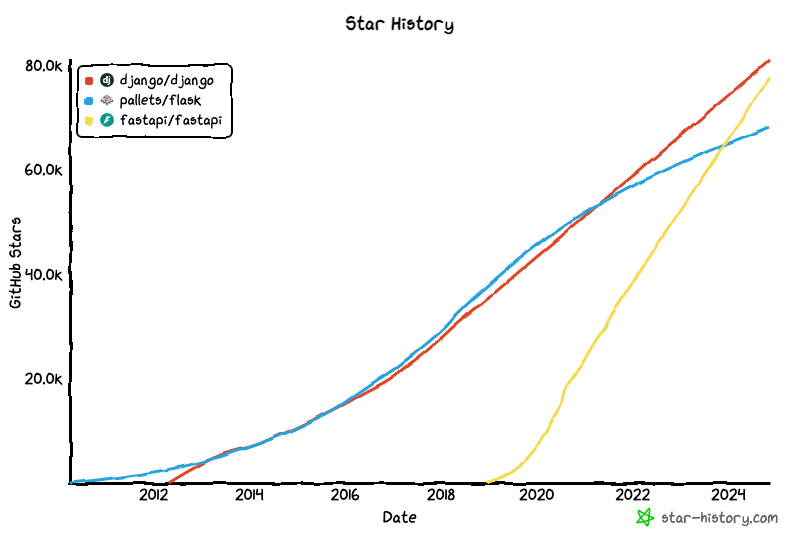 Star History
80.0k
60.0k
40.0k
20.0k
GitHub Stars
dj django/django
pallets/flask
fastapi/fastapi
2012 2014 2016 2018 2020 2022 2024
Date
star-history.com